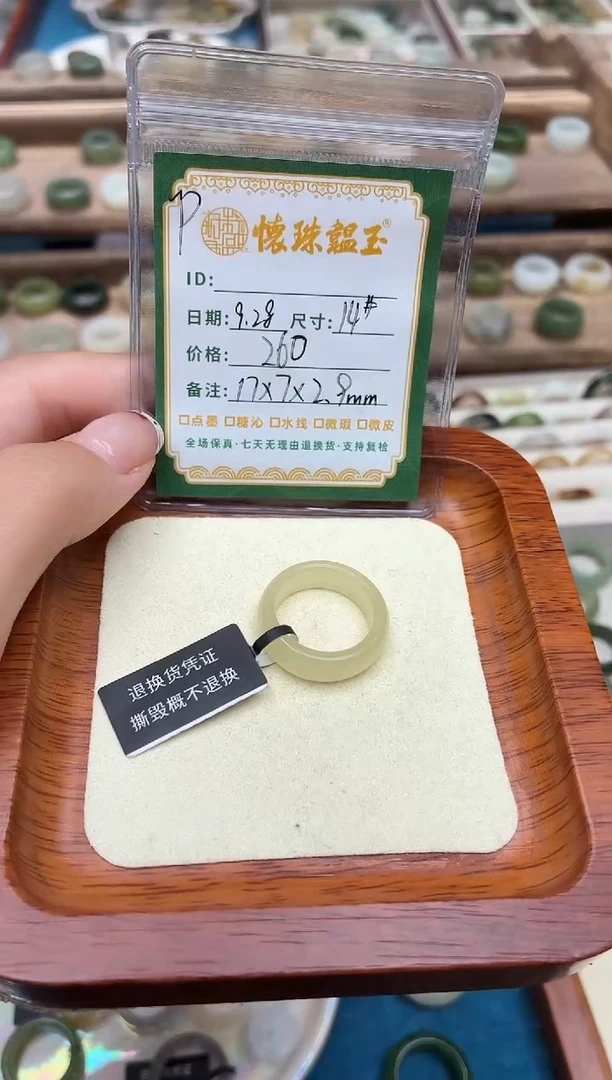 P
懷珠韞玉®
ID:
日期: 9.28 尺寸: 14#
价格: 260
备注: 17x7x2.9mm
☐点墨 ☐糖沁 ☐水线 ☐微瑕 ☐微皮
全场保真·七天无理由退换货·支持复检
退换货凭证
撕毁概不退换